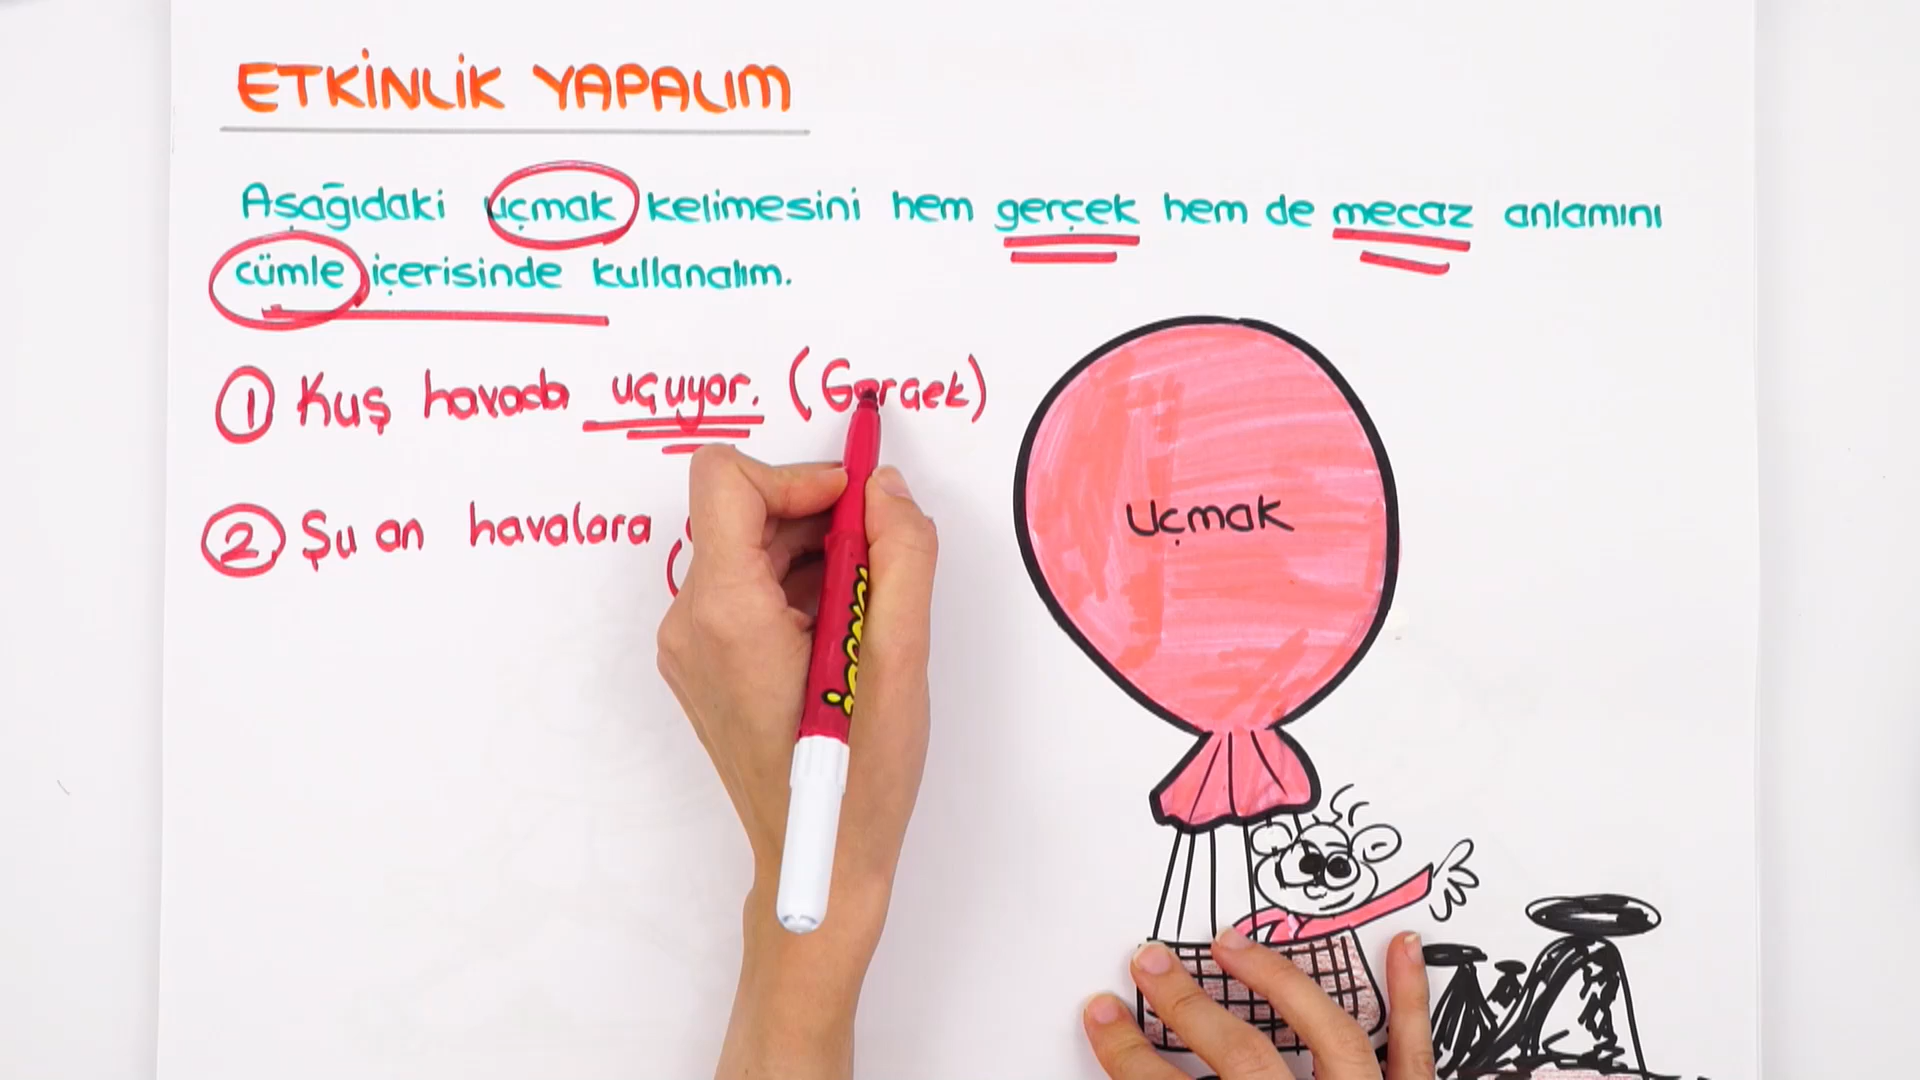 ETKİNLİK YAPALIM
Aşağıdaki uçmak kelimesini hem gerçek hem de mecaz anlamını
cümle içerisinde kullanalım.
1 Kuş havada uçuyor. (Gerçek)
2 Şu an havalara
uçmak